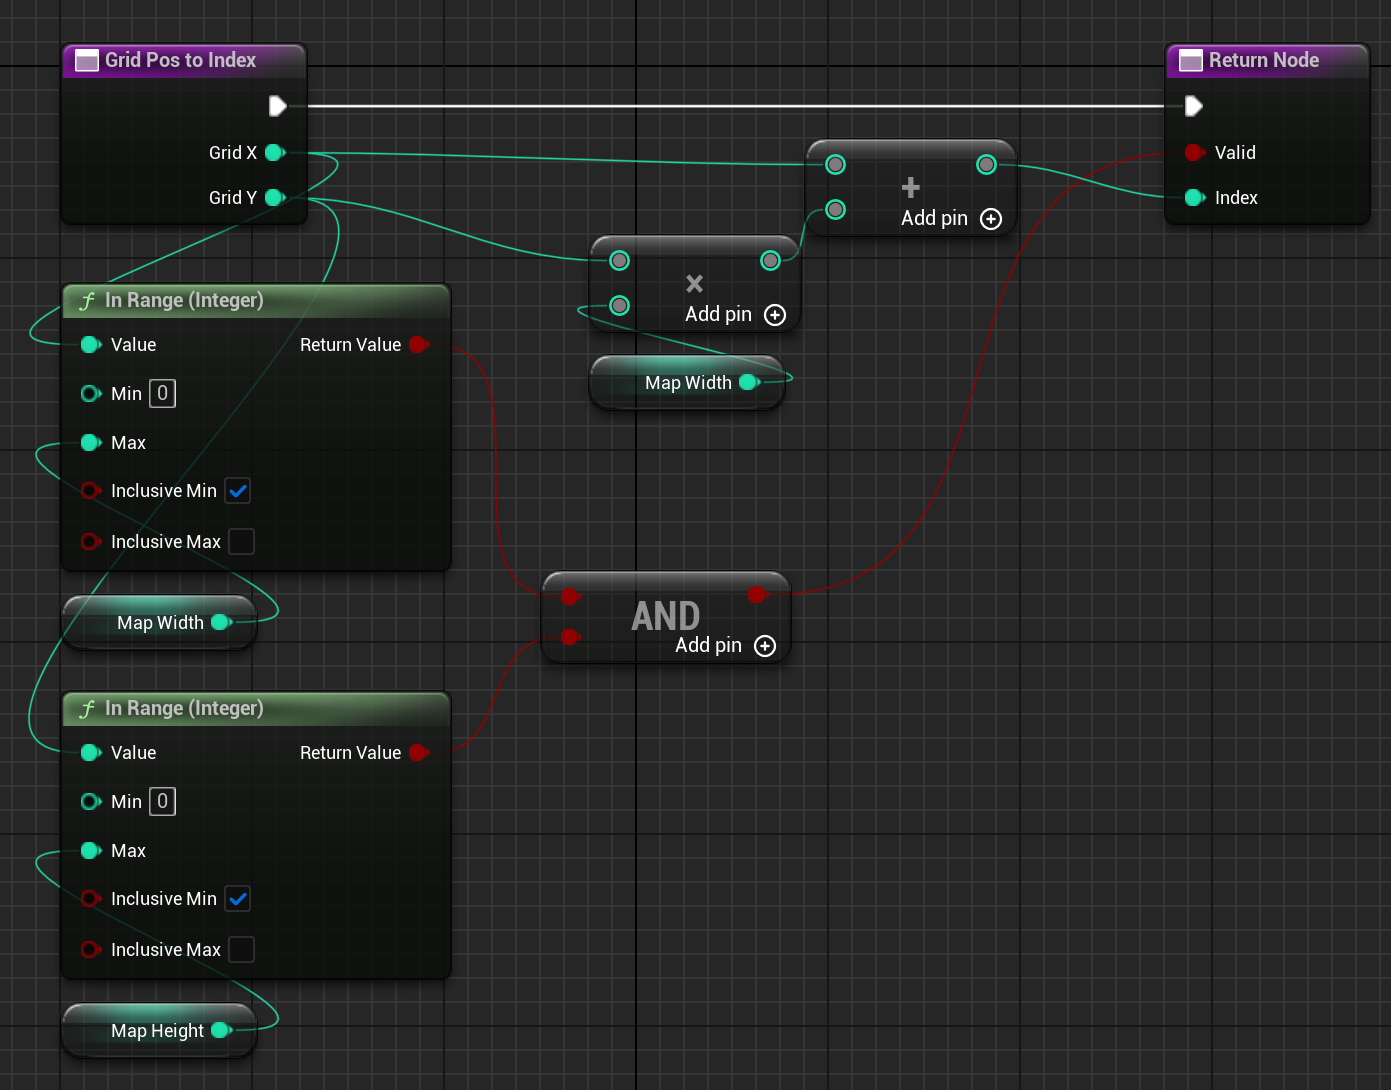 Grid Pos to Index
Grid X
Grid Y
Return Node
Valid
Index
+
Add pin
×
Add pin
Map Width
f In Range (Integer)
Value Return Value
Min 0
Max
Inclusive Min
Inclusive Max
Map Width
AND
Add pin
f In Range (Integer)
Value Return Value
Min 0
Max
Inclusive Min
Inclusive Max
Map Height